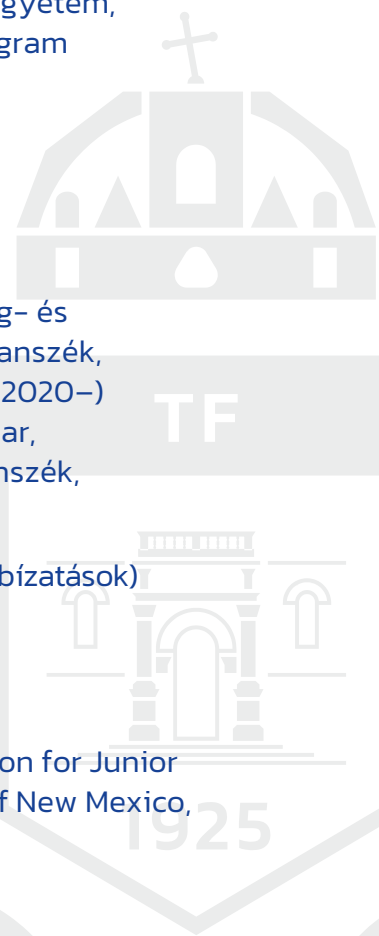 gyetem,
gram
g- és
anszék,
2020–)
TF
ar,
nszék,
bízatások)
on for Junior
f New Mexico,
1925